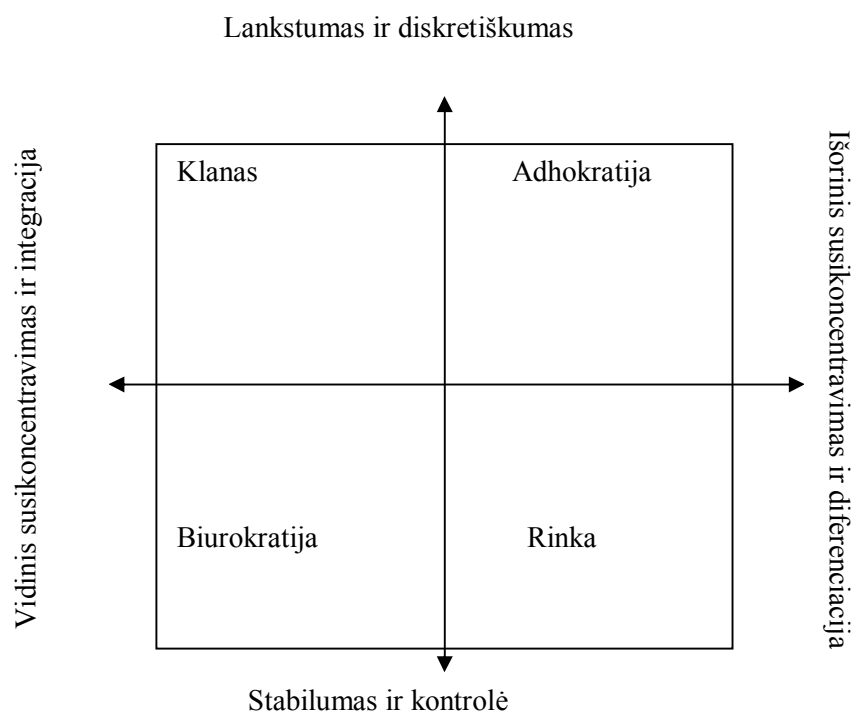 Lankstumas ir diskretiškumas
Vidinis susikoncentravimas ir integracija
Klanas
Adhokratija
Išorinis susikoncentravimas ir diferenciacija
Biurokratija
Rinka
Stabilumas ir kontrolė